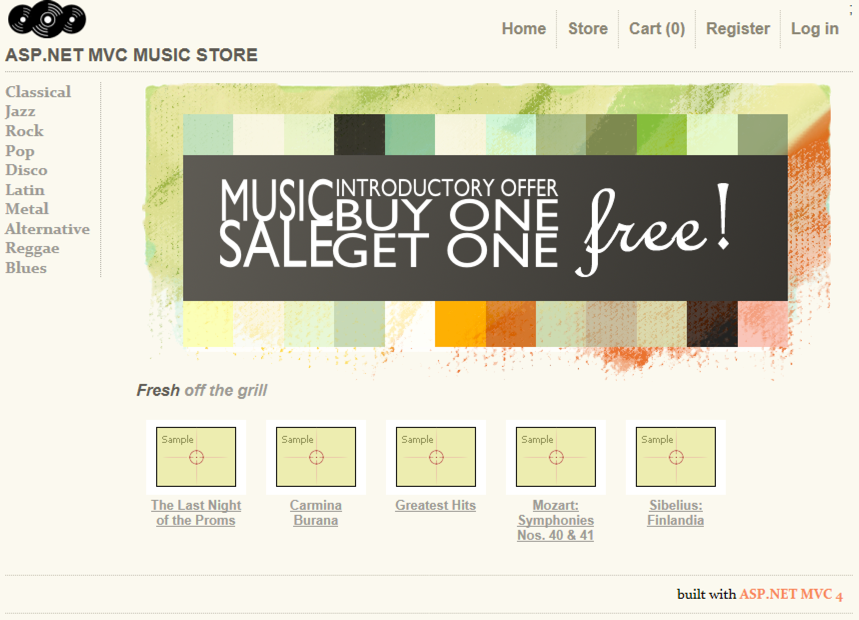 ASP.NET MVC MUSIC STORE
Home
Store
Cart (0)
Register
Log in
;
Classical
Jazz
Rock
Pop
Disco
Latin
Metal
Alternative
Reggae
Blues
MUSIC SALE
INTRODUCTORY OFFER
BUY ONE
GET ONE
free!
Fresh off the grill
Sample
The Last Night
of the Proms
Sample
Carmina
Burana
Sample
Greatest Hits
Sample
Mozart:
Symphonies
Nos. 40 & 41
Sample
Sibelius:
Finlandia
built with ASP.NET MVC 4